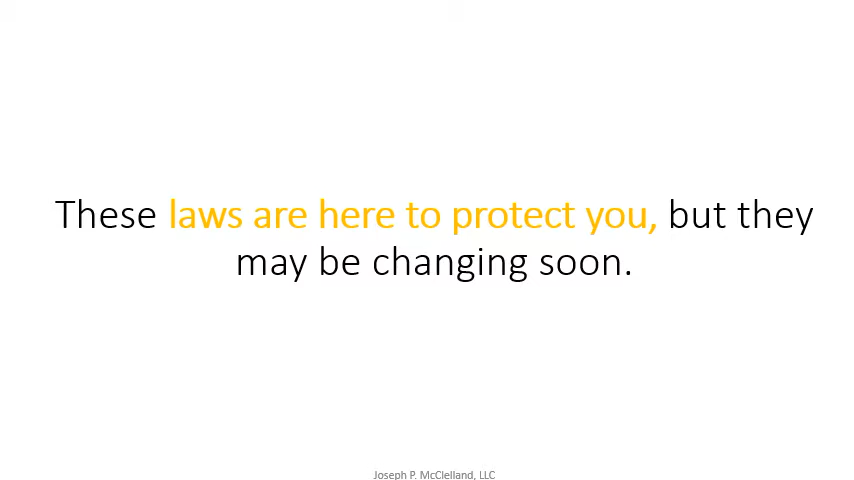 These laws are here to protect you, but they
may be changing soon.
Joseph P. McClelland, LLC